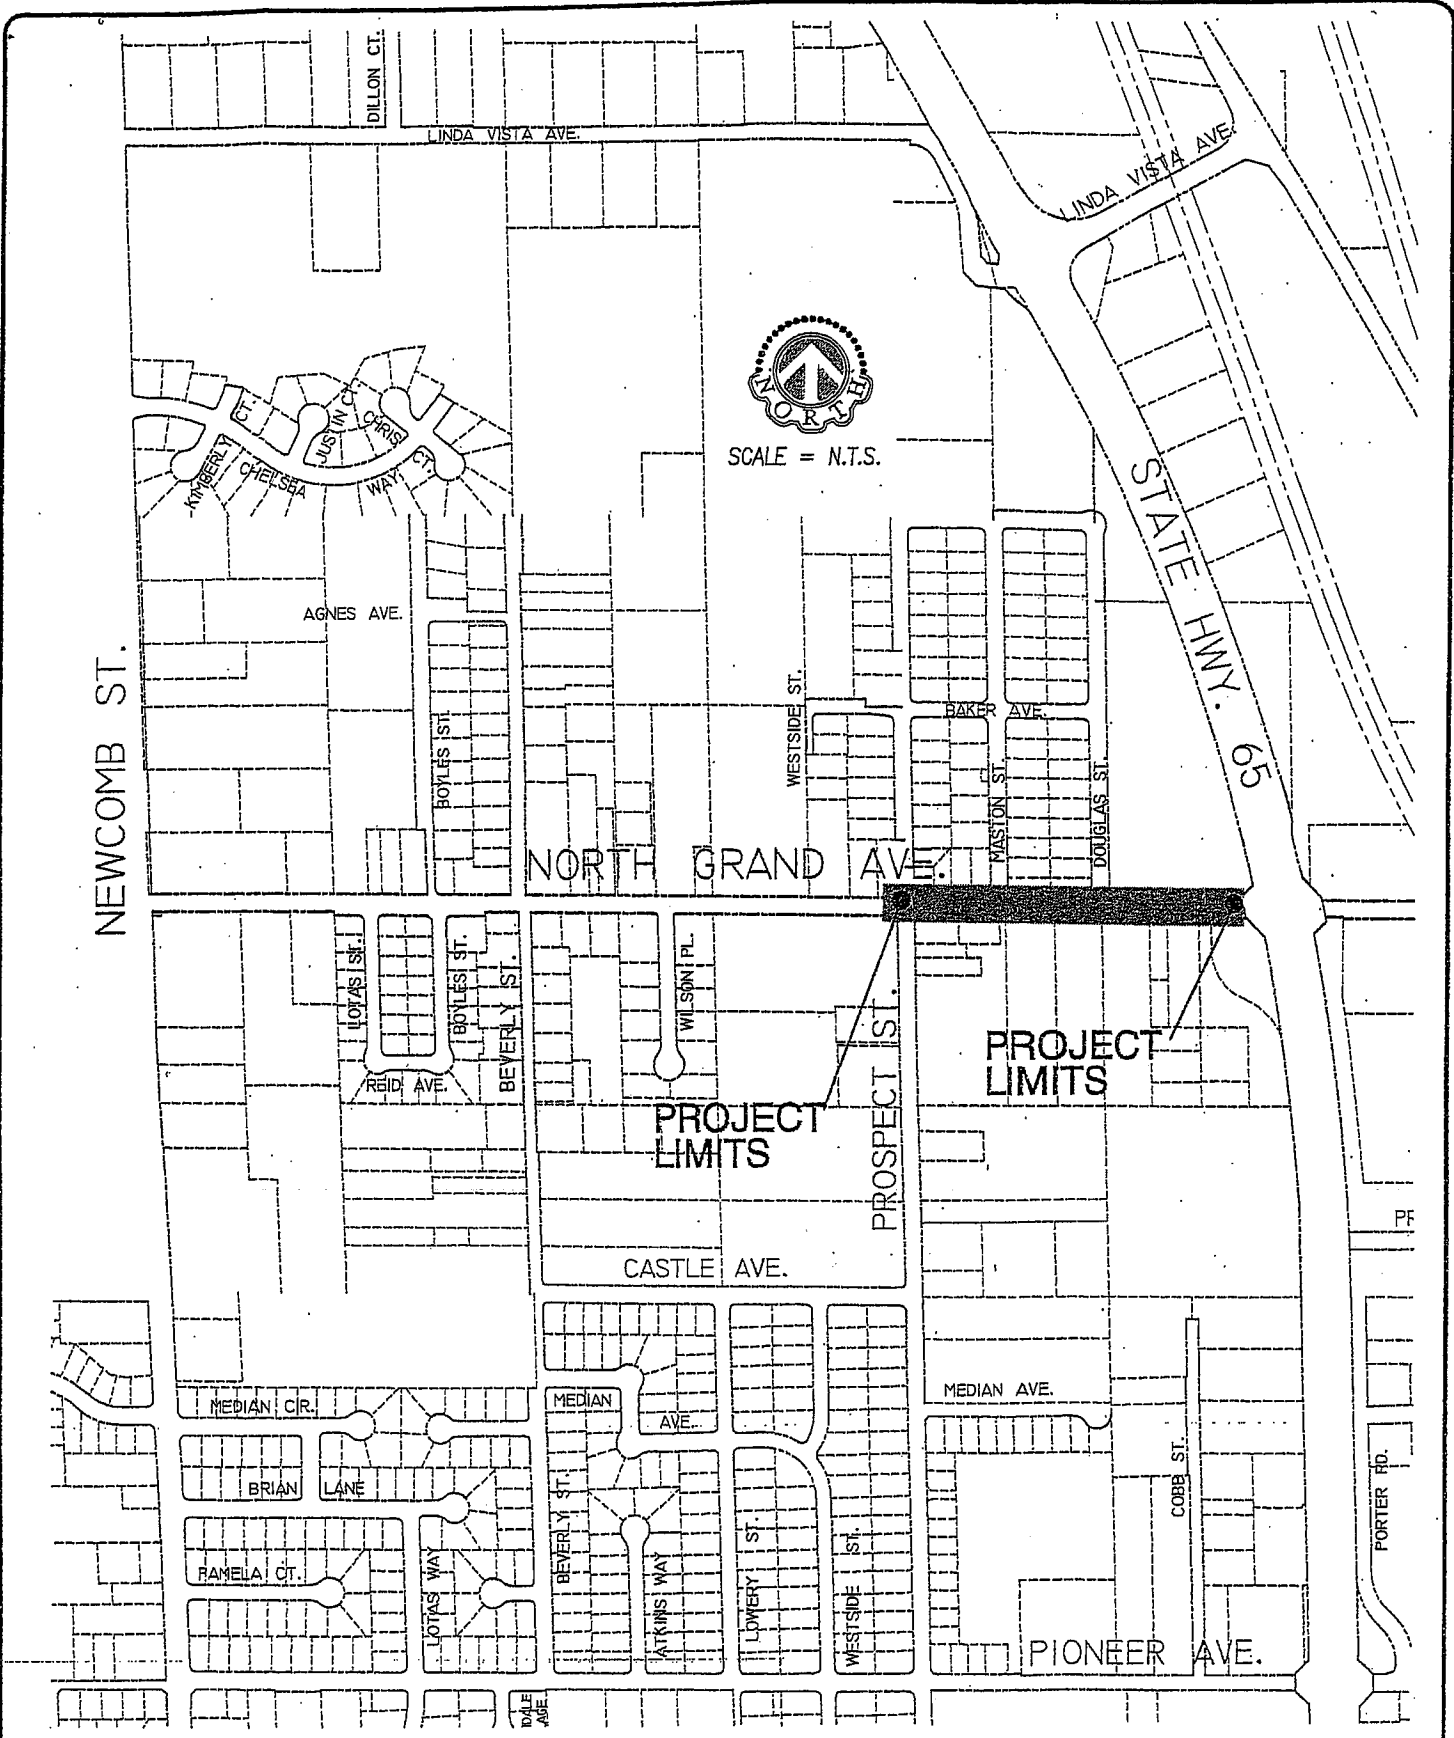 DILLON CT.
LINDA VISTA AVE.
LINDA VISTA AVE.
NORTH
SCALE = N.T.S.
KIMBERLY CT.
JUSTIN CT.
CHRIS CT.
CHELSEA WAY
STATE HWY. 65
AGNES AVE.
NEWCOMB ST.
BOYLES ST.
WESTSIDE ST.
BAKER AVE.
MASTON ST.
DOUGLAS ST.
NORTH GRAND AVE.
LOTAS ST.
BOYLES ST.
BEVERLY ST.
WILSON PL.
PROSPECT ST.
REID AVE.
PROJECT
LIMITS
PROJECT
LIMITS
CASTLE AVE.
MEDIAN CIR.
MEDIAN AVE.
MEDIAN AVE.
BRIAN LANE
BEVERLY ST.
COBB ST.
PORTER RD.
PAMELA CT.
LOTAS WAY
ATKINS WAY
LOWERY ST.
WESTSIDE ST.
PIONEER AVE.